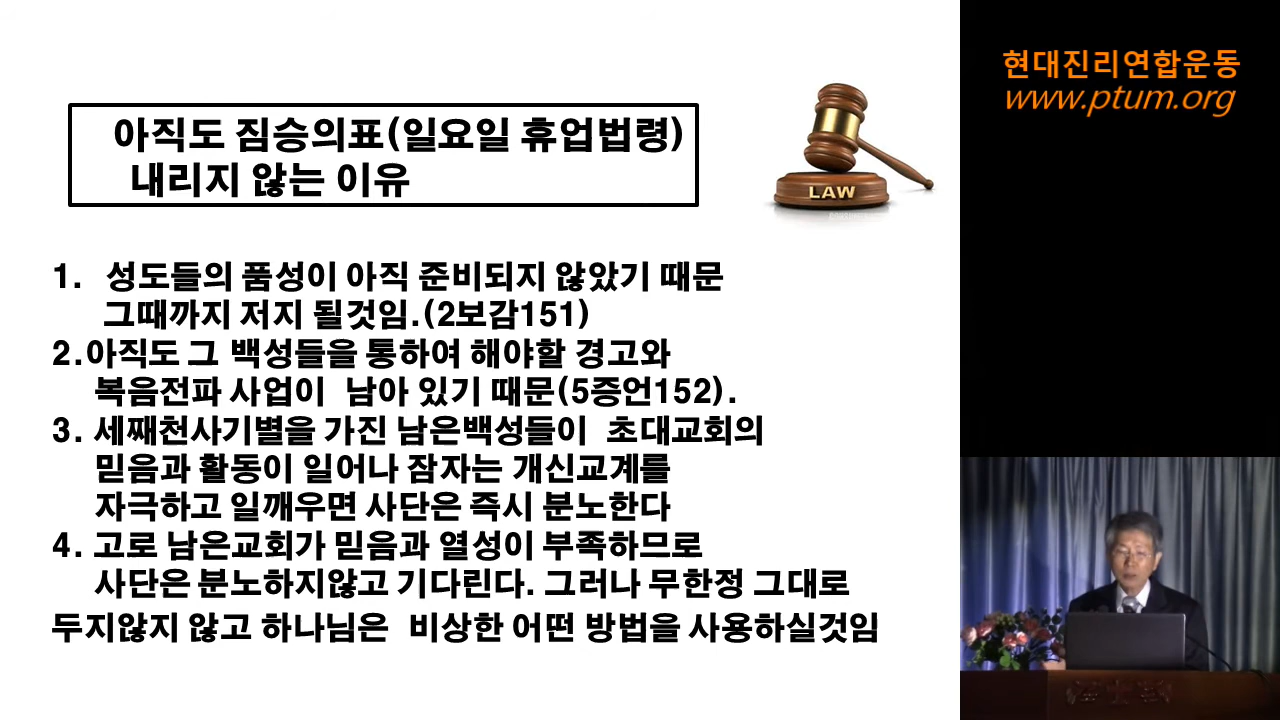 아직도 짐승의표(일요일 휴업법령)
내리지 않는 이유
LAW
1. 성도들의 품성이 아직 준비되지 않았기 때문
그때까지 저지 될것임.(2보감151)
2.아직도 그 백성들을 통하여 해야할 경고와
복음전파 사업이 남아 있기 때문(5증언152).
3. 세째천사기별을 가진 남은백성들이 초대교회의
믿음과 활동이 일어나 잠자는 개신교계를
자극하고 일깨우면 사단은 즉시 분노한다
4. 고로 남은교회가 믿음과 열성이 부족하므로
사단은 분노하지않고 기다린다. 그러나 무한정 그대로
두지않지 않고 하나님은 비상한 어떤 방법을 사용하실것임
현대진리연합운동
www.ptum.org